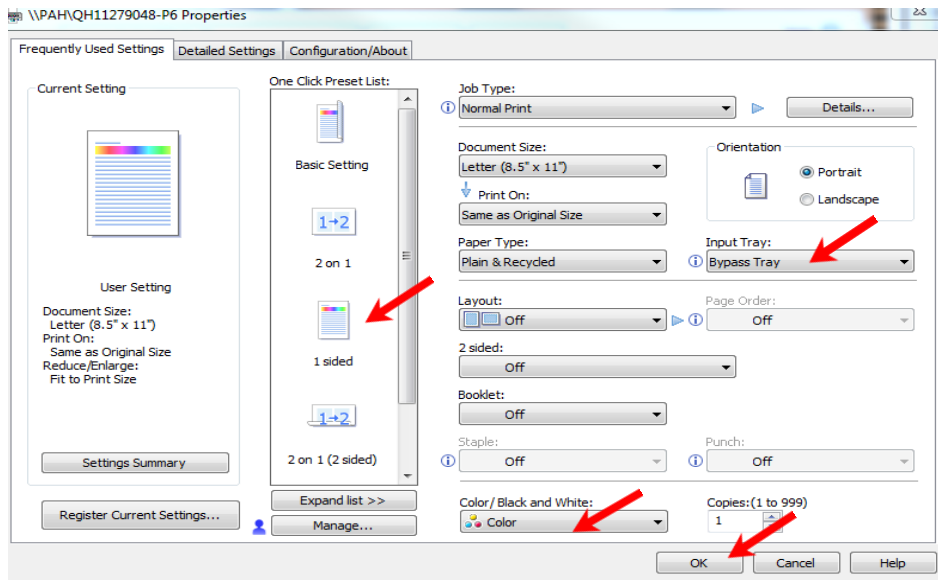 \\PAH\QH11279048-P6 Properties
Frequently Used Settings
Detailed Settings
Configuration/About
Current Setting
User Setting
Document Size:
Letter (8.5" x 11")
Print On:
Same as Original Size
Reduce/Enlarge:
Fit to Print Size
Settings Summary
Register Current Settings...
One Click Preset List:
Basic Setting
1→2
2 on 1
1 sided
1→2
2 on 1 (2 sided)
Expand list >>
Manage...
Job Type:
Normal Print
Details...
Document Size:
Letter (8.5" x 11")
Print On:
Same as Original Size
Orientation
Portrait
Landscape
Paper Type:
Plain & Recycled
Input Tray:
Bypass Tray
Layout:
Off
Page Order:
Off
2 sided:
Off
Booklet:
Off
Staple:
Off
Punch:
Off
Color/ Black and White:
Color
Copies:(1 to 999)
1
OK
Cancel
Help